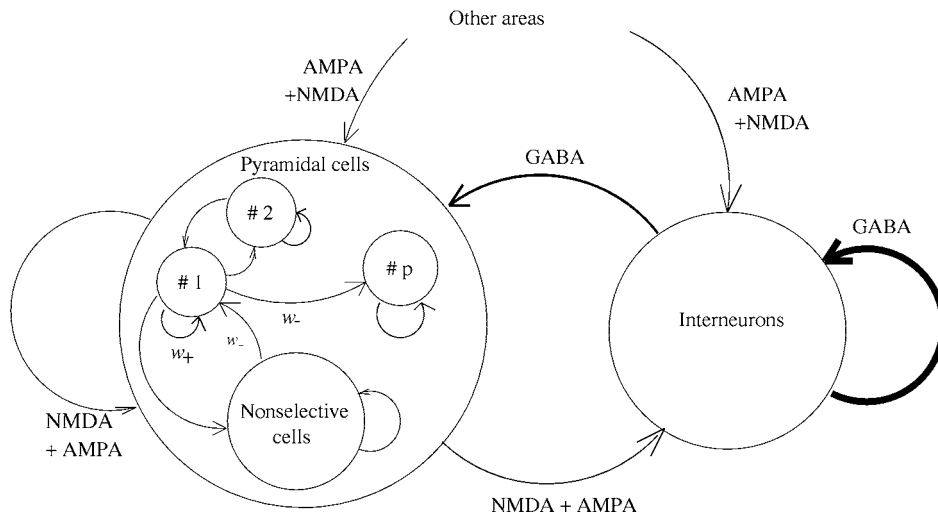 Other areas
AMPA
+NMDA
AMPA
+NMDA
Pyramidal cells
GABA
# 2
GABA
# 1
# p
w-
Interneurons
w+
w-
Nonselective
cells
NMDA
+ AMPA
NMDA + AMPA